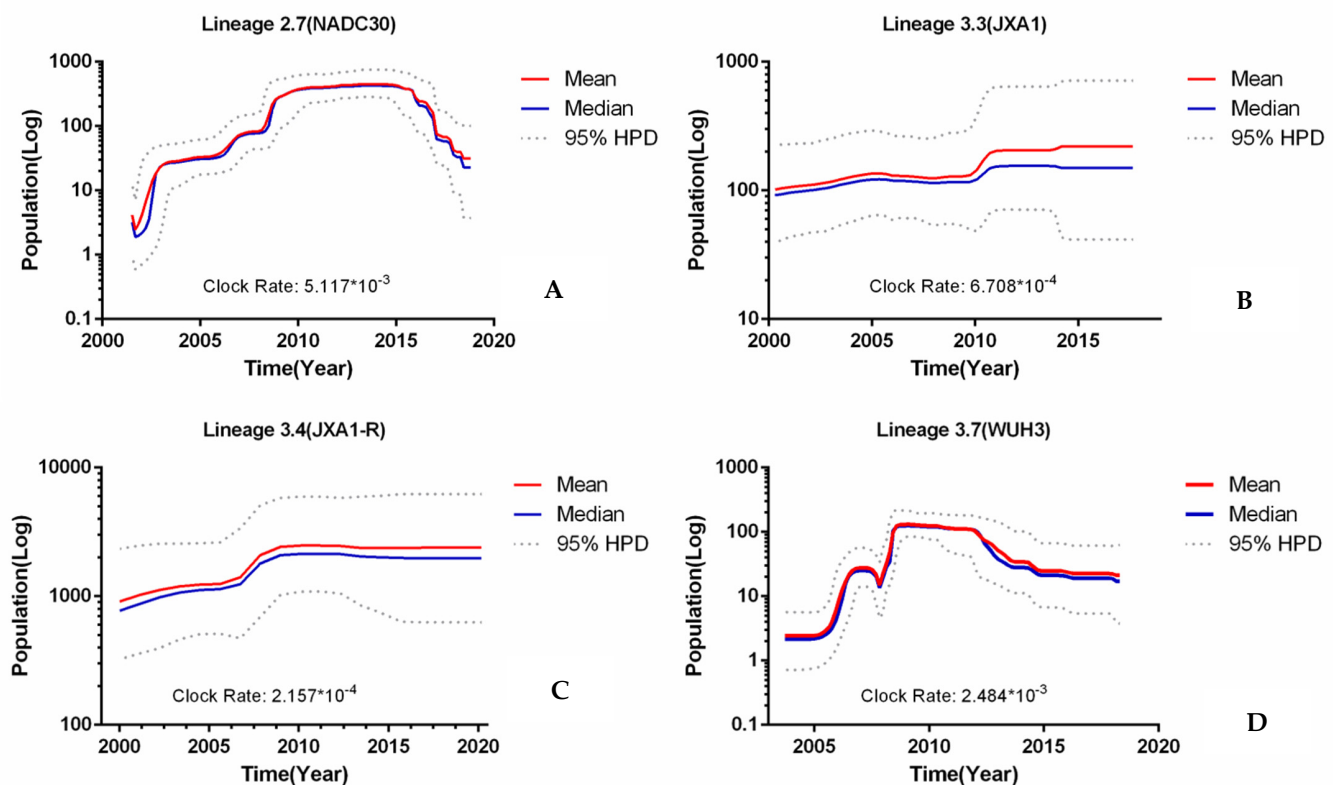 Lineage 2.7(NADC30)
1000
100
10
1
0.1
Population(Log)
2000
2005
2010
2015
2020
Time(Year)
Clock Rate: 5.117*10-3
Mean
Median
95% HPD
A
Lineage 3.3(JXA1)
1000
100
10
Population(Log)
2000
2005
2010
2015
Time(Year)
Clock Rate: 6.708*10-4
Mean
Median
95% HPD
B
Lineage 3.4(JXA1-R)
10000
1000
100
Population(Log)
2000
2005
2010
2015
2020
Time(Year)
Clock Rate: 2.157*10-4
Mean
Median
95% HPD
C
Lineage 3.7(WUH3)
1000
100
10
1
0.1
Population(Log)
2005
2010
2015
2020
Time(Year)
Clock Rate: 2.484*10-3
Mean
Median
95% HPD
D